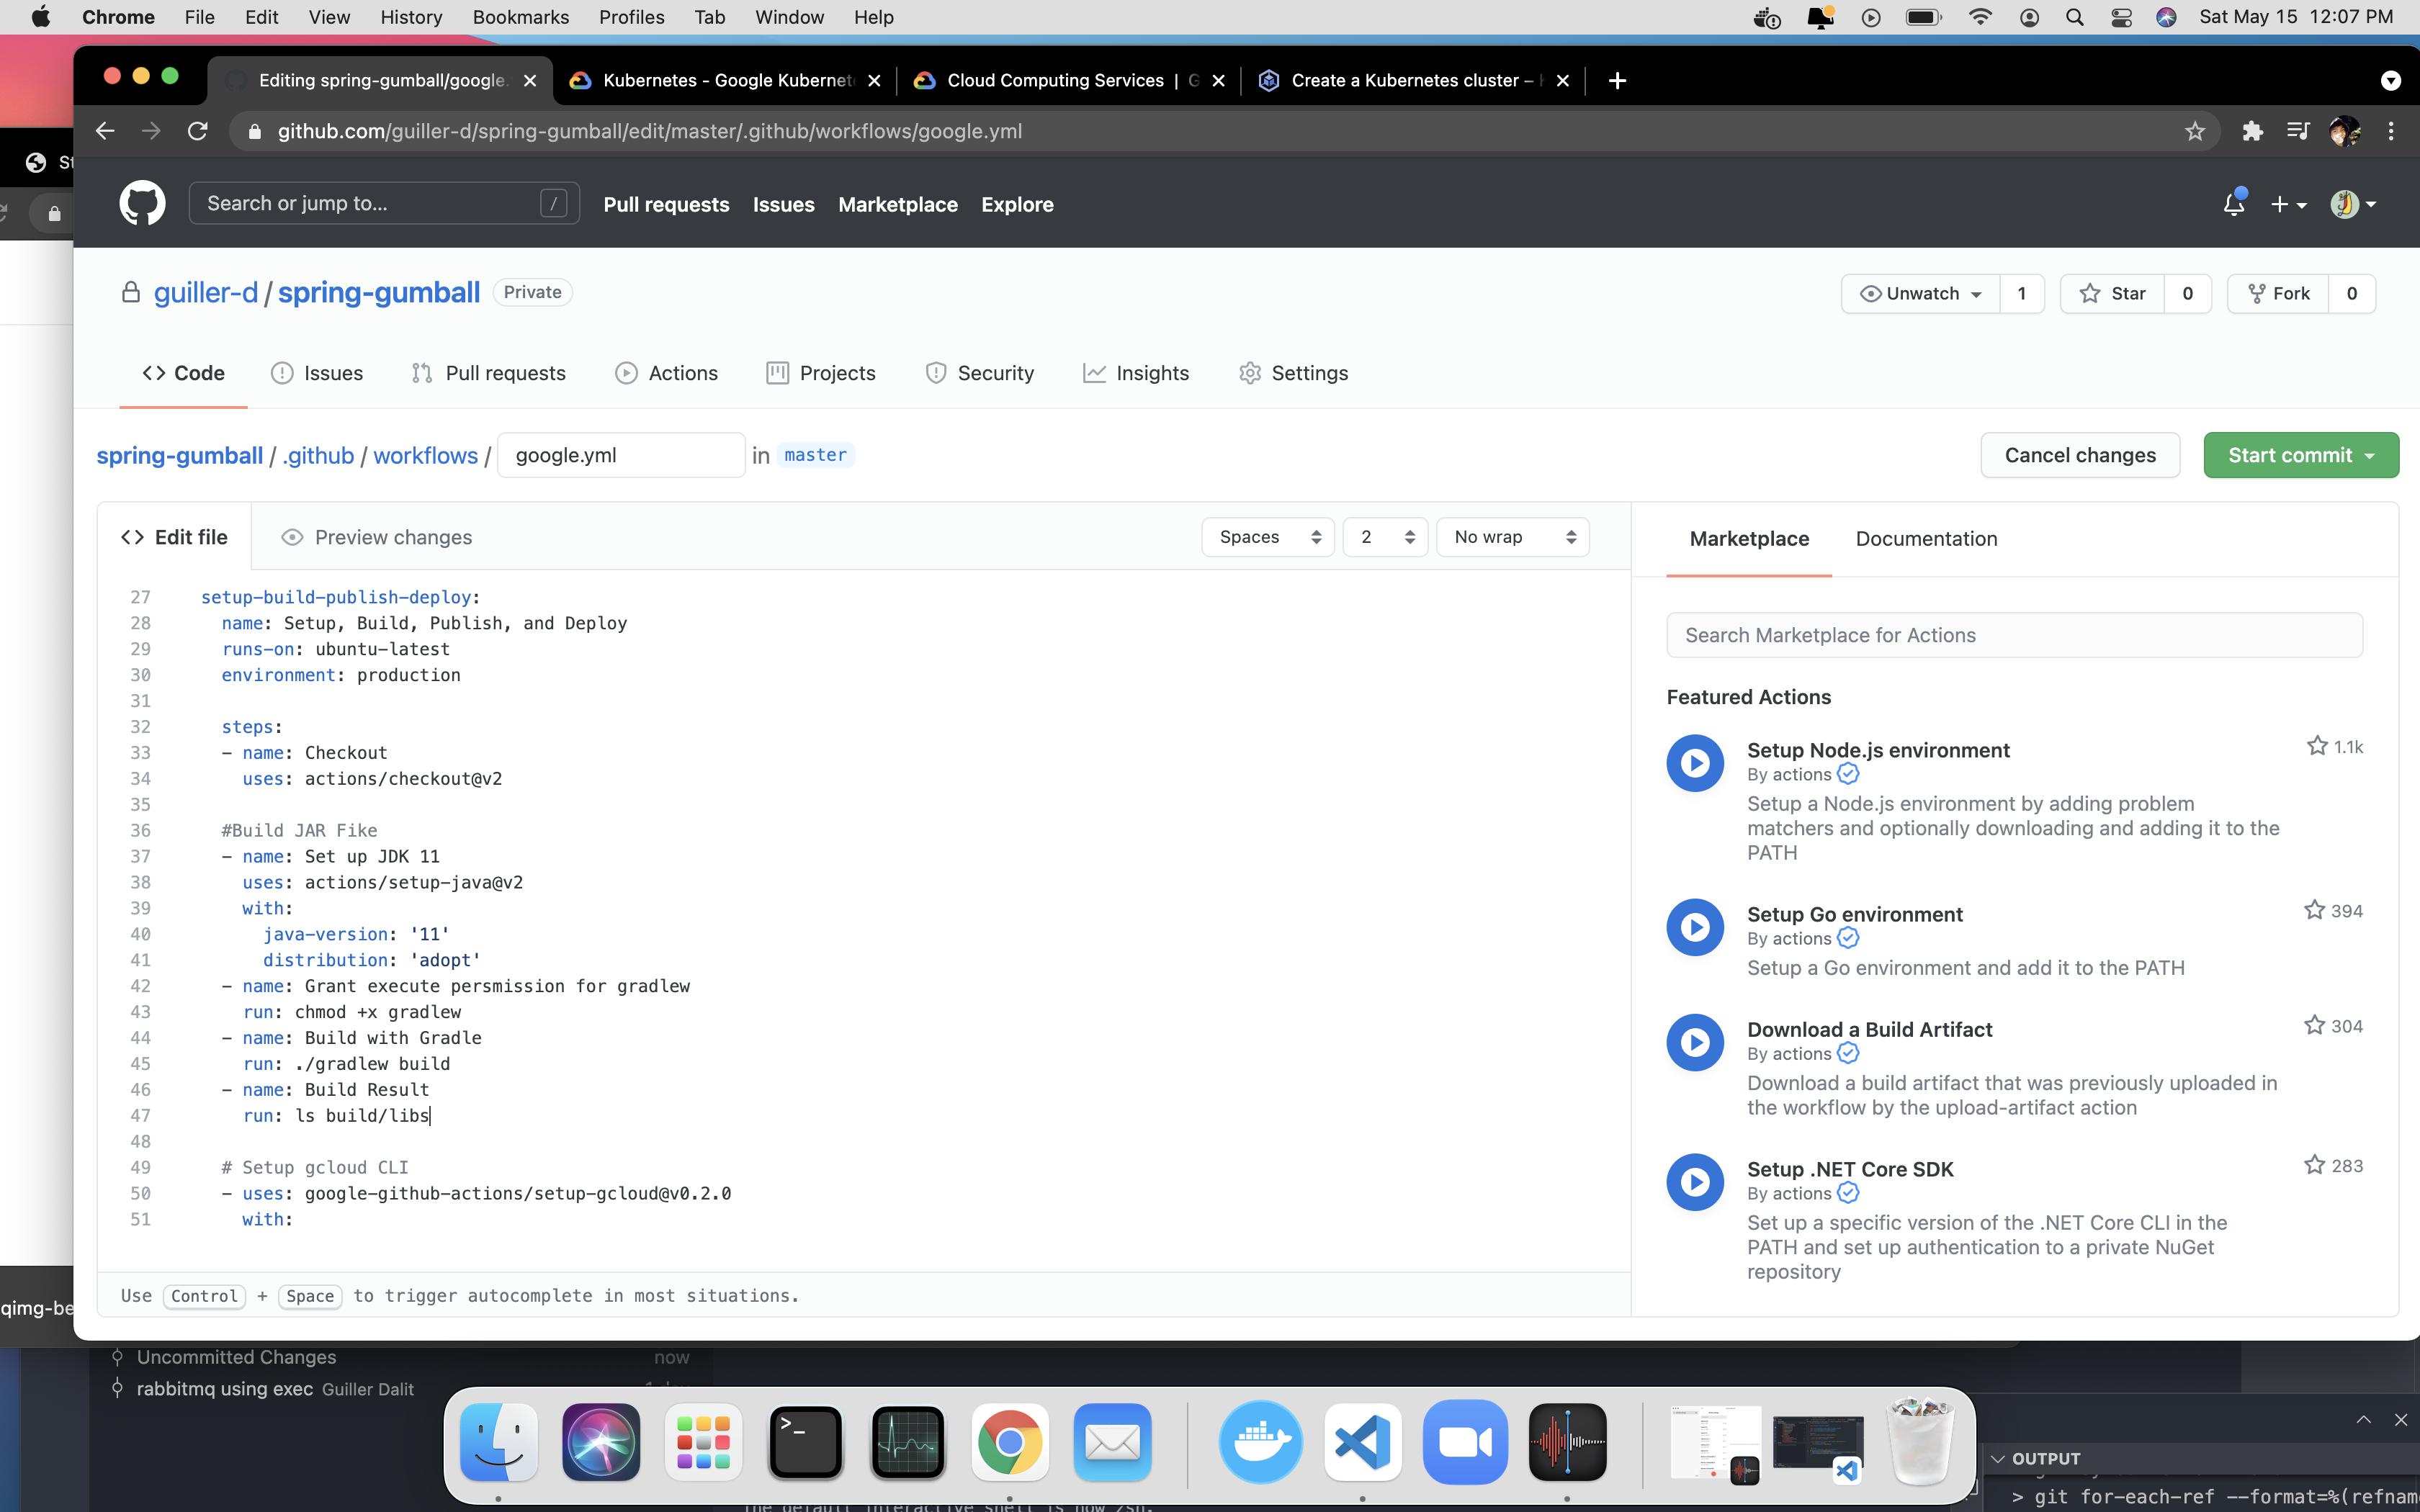 Chrome File Edit View History Bookmarks Profiles Tab Window Help Sat May 15 12:07 PM
Editing spring-gumball/google. Kubernetes - Google Kubernet Cloud Computing Services | G Create a Kubernetes cluster –
github.com/guiller-d/spring-gumball/edit/master/.github/workflows/google.yml
Search or jump to... / Pull requests Issues Marketplace Explore
guiller-d / spring-gumball Private Unwatch 1 Star 0 Fork 0
Code Issues Pull requests Actions Projects Security Insights Settings
spring-gumball / .github / workflows / google.yml in master Cancel changes Start commit
Edit file Preview changes Spaces 2 No wrap
27 setup-build-publish-deploy:
28 name: Setup, Build, Publish, and Deploy
29 runs-on: ubuntu-latest
30 environment: production
31
32 steps:
33 - name: Checkout
34 uses: actions/checkout@v2
35
36 #Build JAR Fike
37 - name: Set up JDK 11
38 uses: actions/setup-java@v2
39 with:
40 java-version: '11'
41 distribution: 'adopt'
42 - name: Grant execute persmission for gradlew
43 run: chmod +x gradlew
44 - name: Build with Gradle
45 run: ./gradlew build
46 - name: Build Result
47 run: ls build/libs
48
49 # Setup gcloud CLI
50 - uses: google-github-actions/setup-gcloud@v0.2.0
51 with:
Use Control + Space to trigger autocomplete in most situations.
Marketplace Documentation
Search Marketplace for Actions
Featured Actions
Setup Node.js environment 1.1k
By actions
Setup a Node.js environment by adding problem
matchers and optionally downloading and adding it to the
PATH
Setup Go environment 394
By actions
Setup a Go environment and add it to the PATH
Download a Build Artifact 304
By actions
Download a build artifact that was previously uploaded in
the workflow by the upload-artifact action
Setup .NET Core SDK 283
By actions
Set up a specific version of the .NET Core CLI in the
PATH and set up authentication to a private NuGet
repository
qimg-be
Uncommitted Changes now
rabbitmq using exec Guiller Dalit
OUTPUT
> git for-each-ref --format=%(refnam